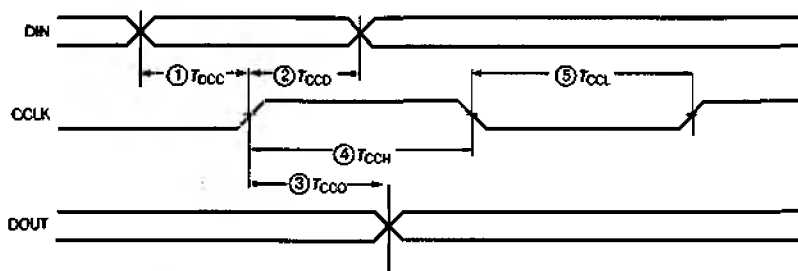 DIN
① TDCC ② TCCD ⑤ TCCL
CCLK
④ TCCH
③ TCCO
DOUT